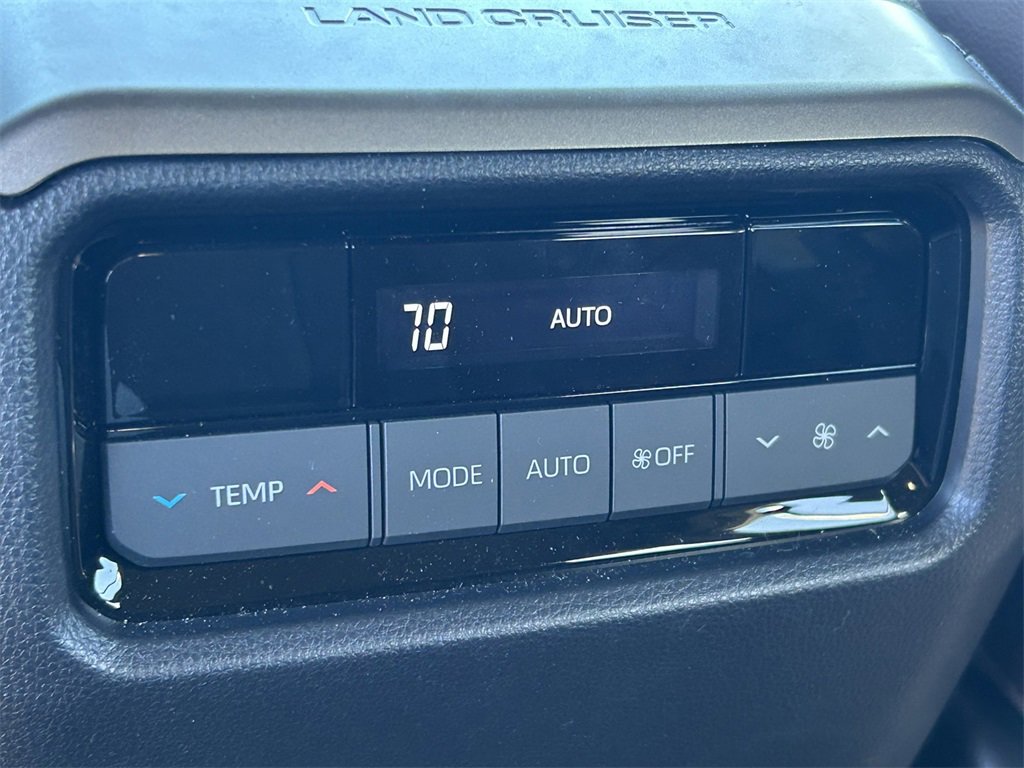 LAND CRUISER
70 AUTO
TEMP MODE AUTO OFF